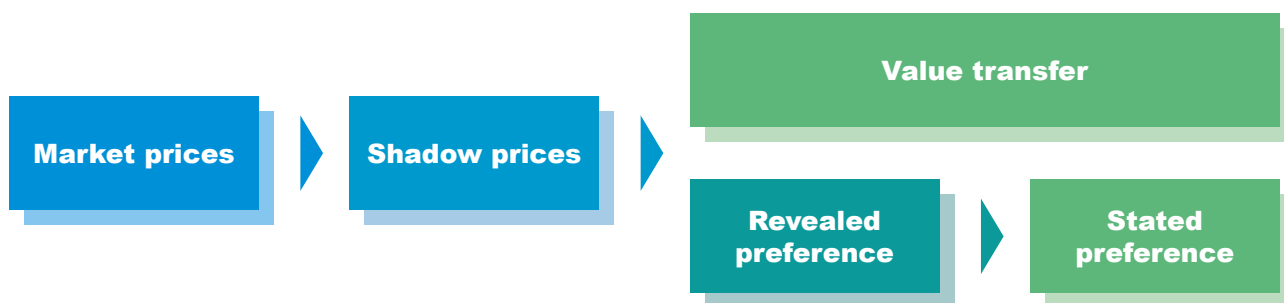 Market prices
Shadow prices
Value transfer
Revealed
preference
Stated
preference